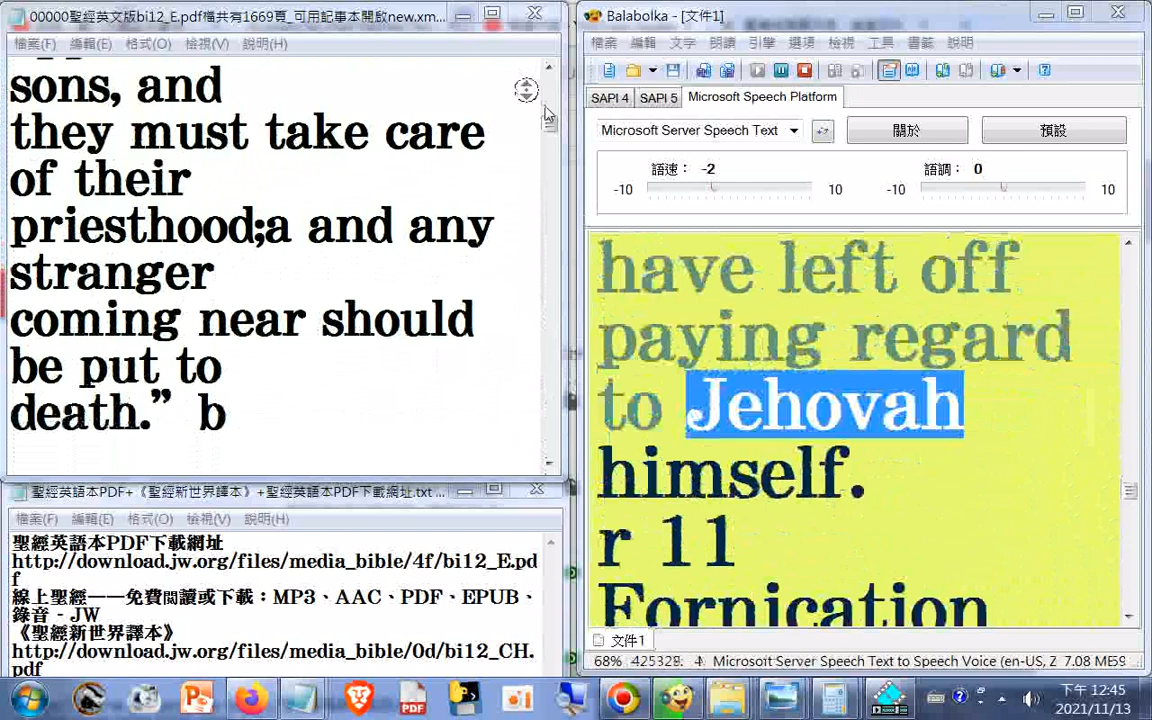 00000聖經英文版bi12_E.pdf檔共有1669頁_可用記事本開啟new.xm...
檔案(F) 編輯(E) 格式(O) 檢視(V) 說明(H)
sons, and
they must take care
of their
priesthood;a and any
stranger
coming near should
be put to
death.” b
聖經英語本PDF+《聖經新世界譯本》+聖經英語本PDF下載網址.txt ...
檔案(F) 編輯(E) 格式(O) 檢視(V) 說明(H)
聖經英語本PDF下載網址
http://download.jw.org/files/media_bible/4f/bi12_E.pd
f
線上聖經——免費閱讀或下載：MP3、AAC、PDF、EPUB、
錄音 - JW
《聖經新世界譯本》
http://download.jw.org/files/media_bible/0d/bi12_CH.
pdf
Balabolka - [文件1]
檔案 編輯 文字 朗讀 引擎 選項 檢視 工具 書籤 說明
SAPI 4 SAPI 5 Microsoft Speech Platform
Microsoft Server Speech Text 關於 預設
語速： -2 語調： 0
-10 10 -10 10
have left off
paying regard
to Jehovah
himself.
r 11
Fornication
文件1
68% Microsoft Server Speech Text to Speech Voice (en-US, Z 7.08 ME
下午 12:45
2021/11/13